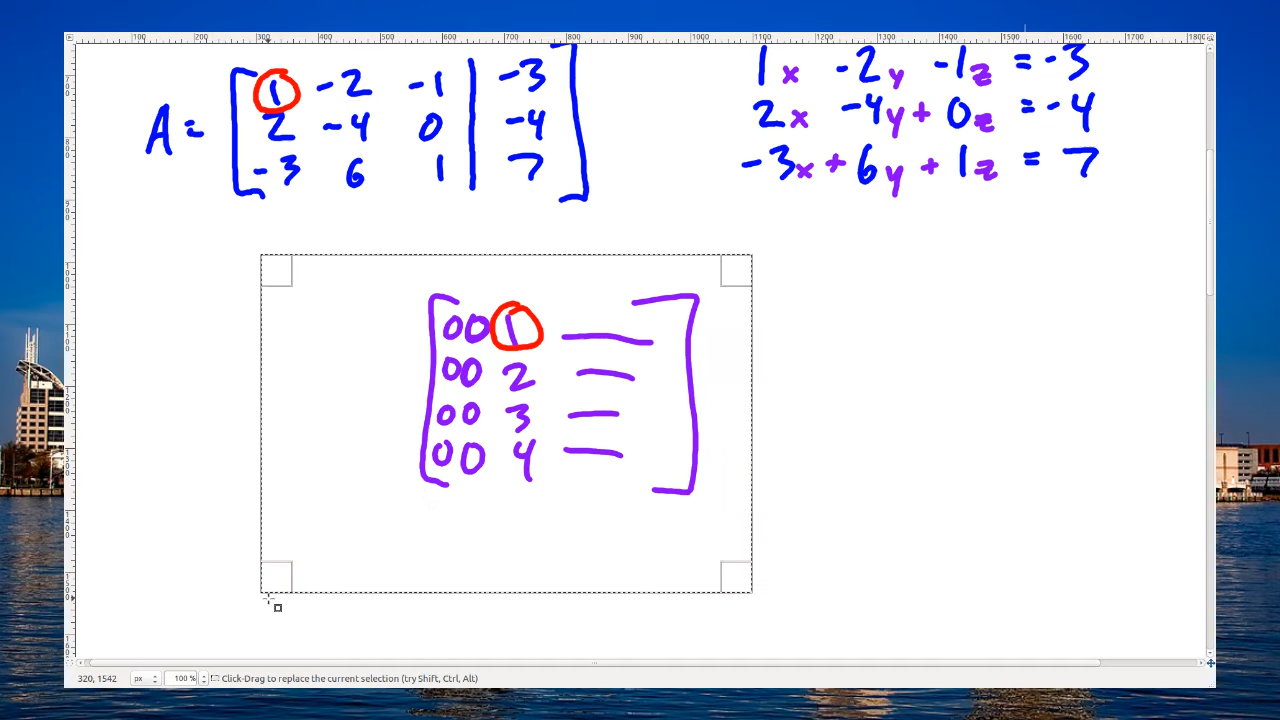 A = [ 1 -2 -1 | -3 ]
[ 2 -4 0 | -4 ]
[ -3 6 1 | 7 ]
1x -2y -1z = -3
2x -4y + 0z = -4
-3x + 6y + 1z = 7
[ 0 0 1 — ]
[ 0 0 2 — ]
[ 0 0 3 — ]
[ 0 0 4 — ]
320, 1542 px 100 % Click-Drag to replace the current selection (try Shift, Ctrl, Alt)